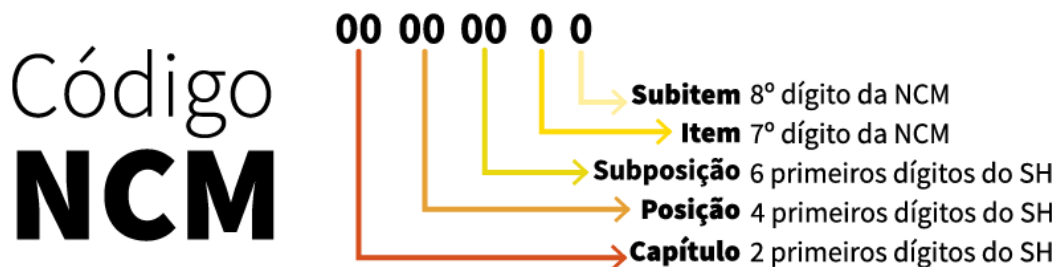 Código
NCM
00 00 00 0 0
Subitem 8º dígito da NCM
Item 7º dígito da NCM
Subposição 6 primeiros dígitos do SH
Posição 4 primeiros dígitos do SH
Capítulo 2 primeiros dígitos do SH